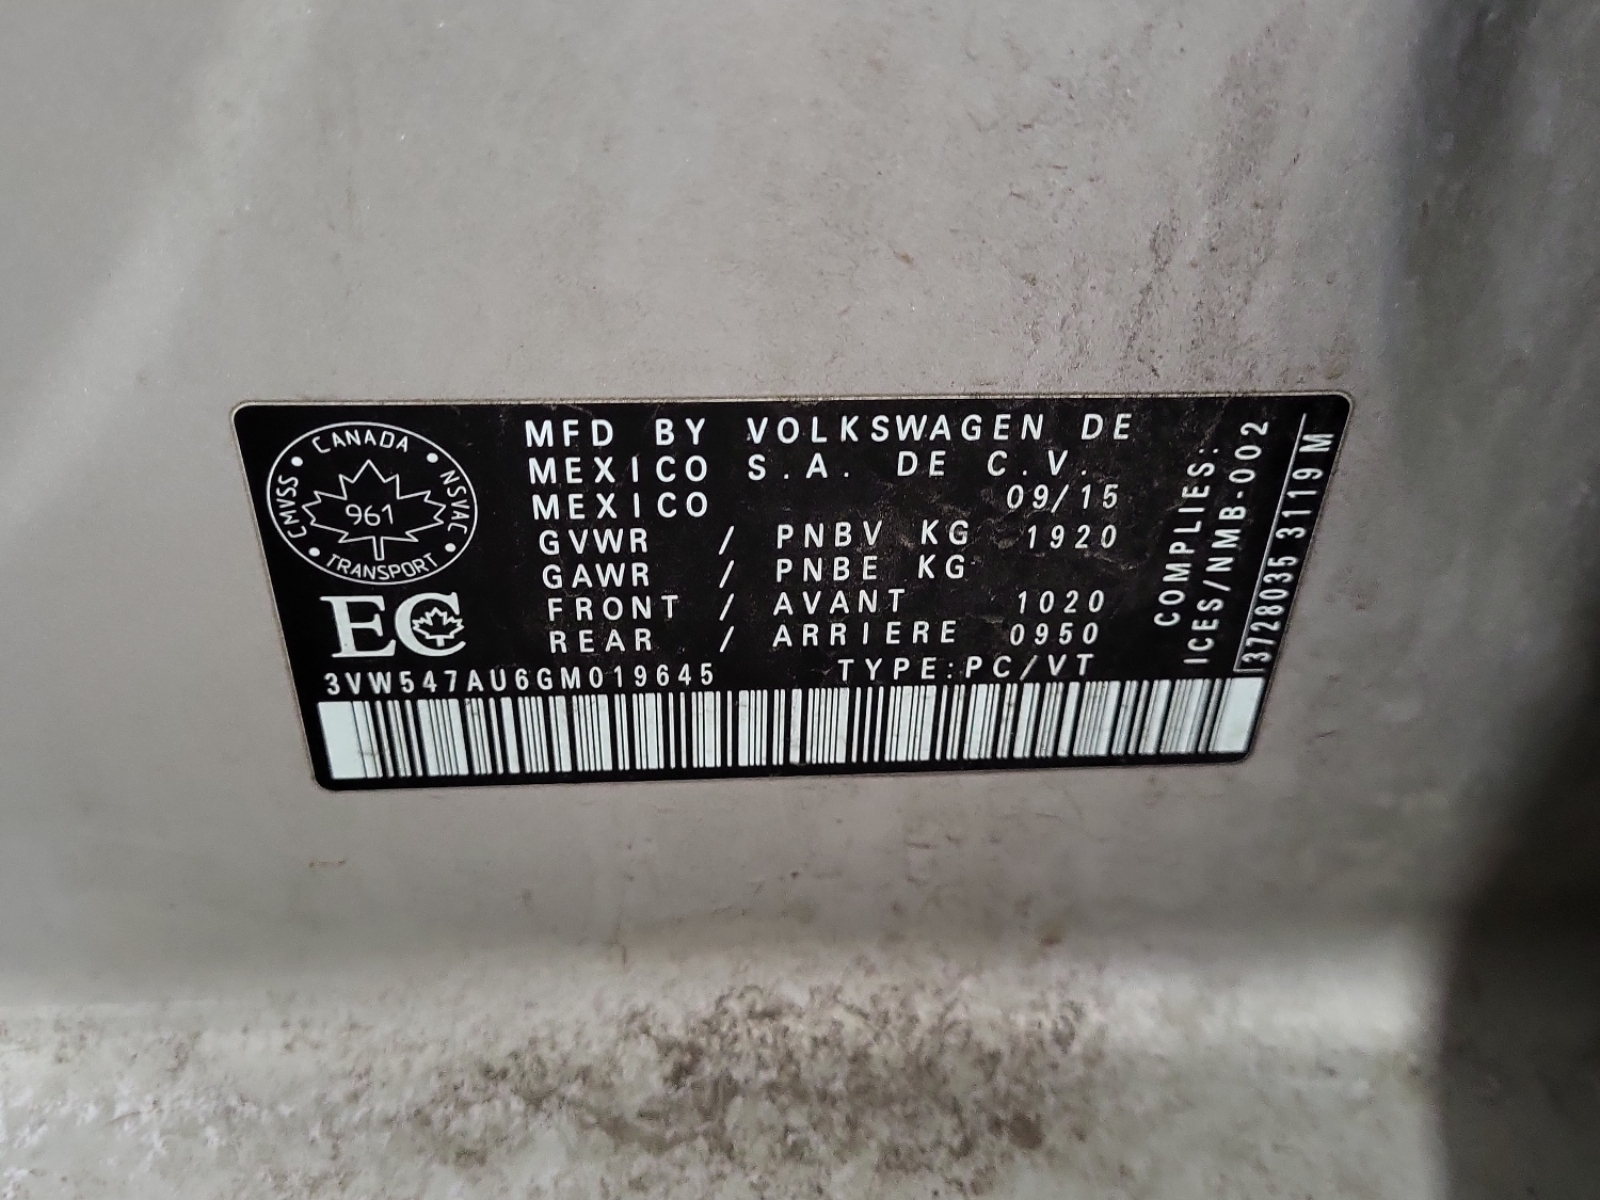 CANADA
CMVSS
NSVAC
961
TRANSPORT
EC
MFD BY VOLKSWAGEN DE
MEXICO S.A. DE C.V.
MEXICO 09/15
GVWR / PNBV KG 1920
GAWR / PNBE KG
FRONT / AVANT 1020
REAR / ARRIERE 0950
3VW547AU6GM019645 TYPE:PC/VT
COMPLIES:
ICES/NMB-002
3728035 3119 M